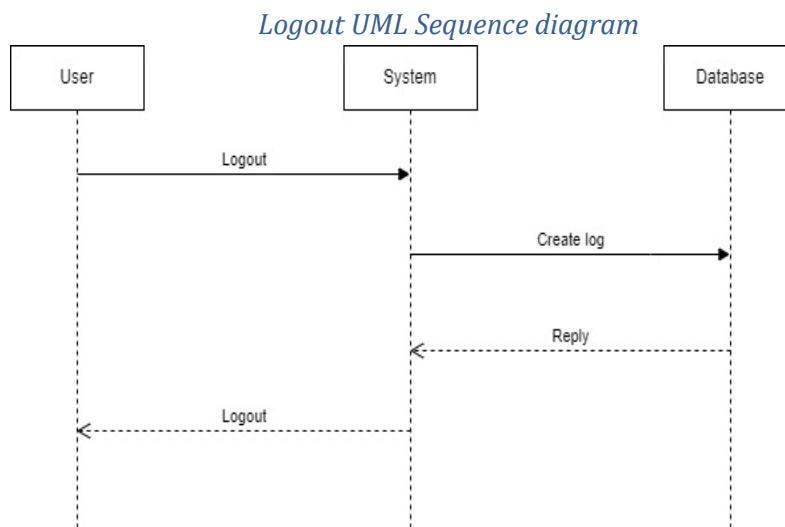 Logout UML Sequence diagram
User
System
Database
Logout
Create log
Reply
Logout